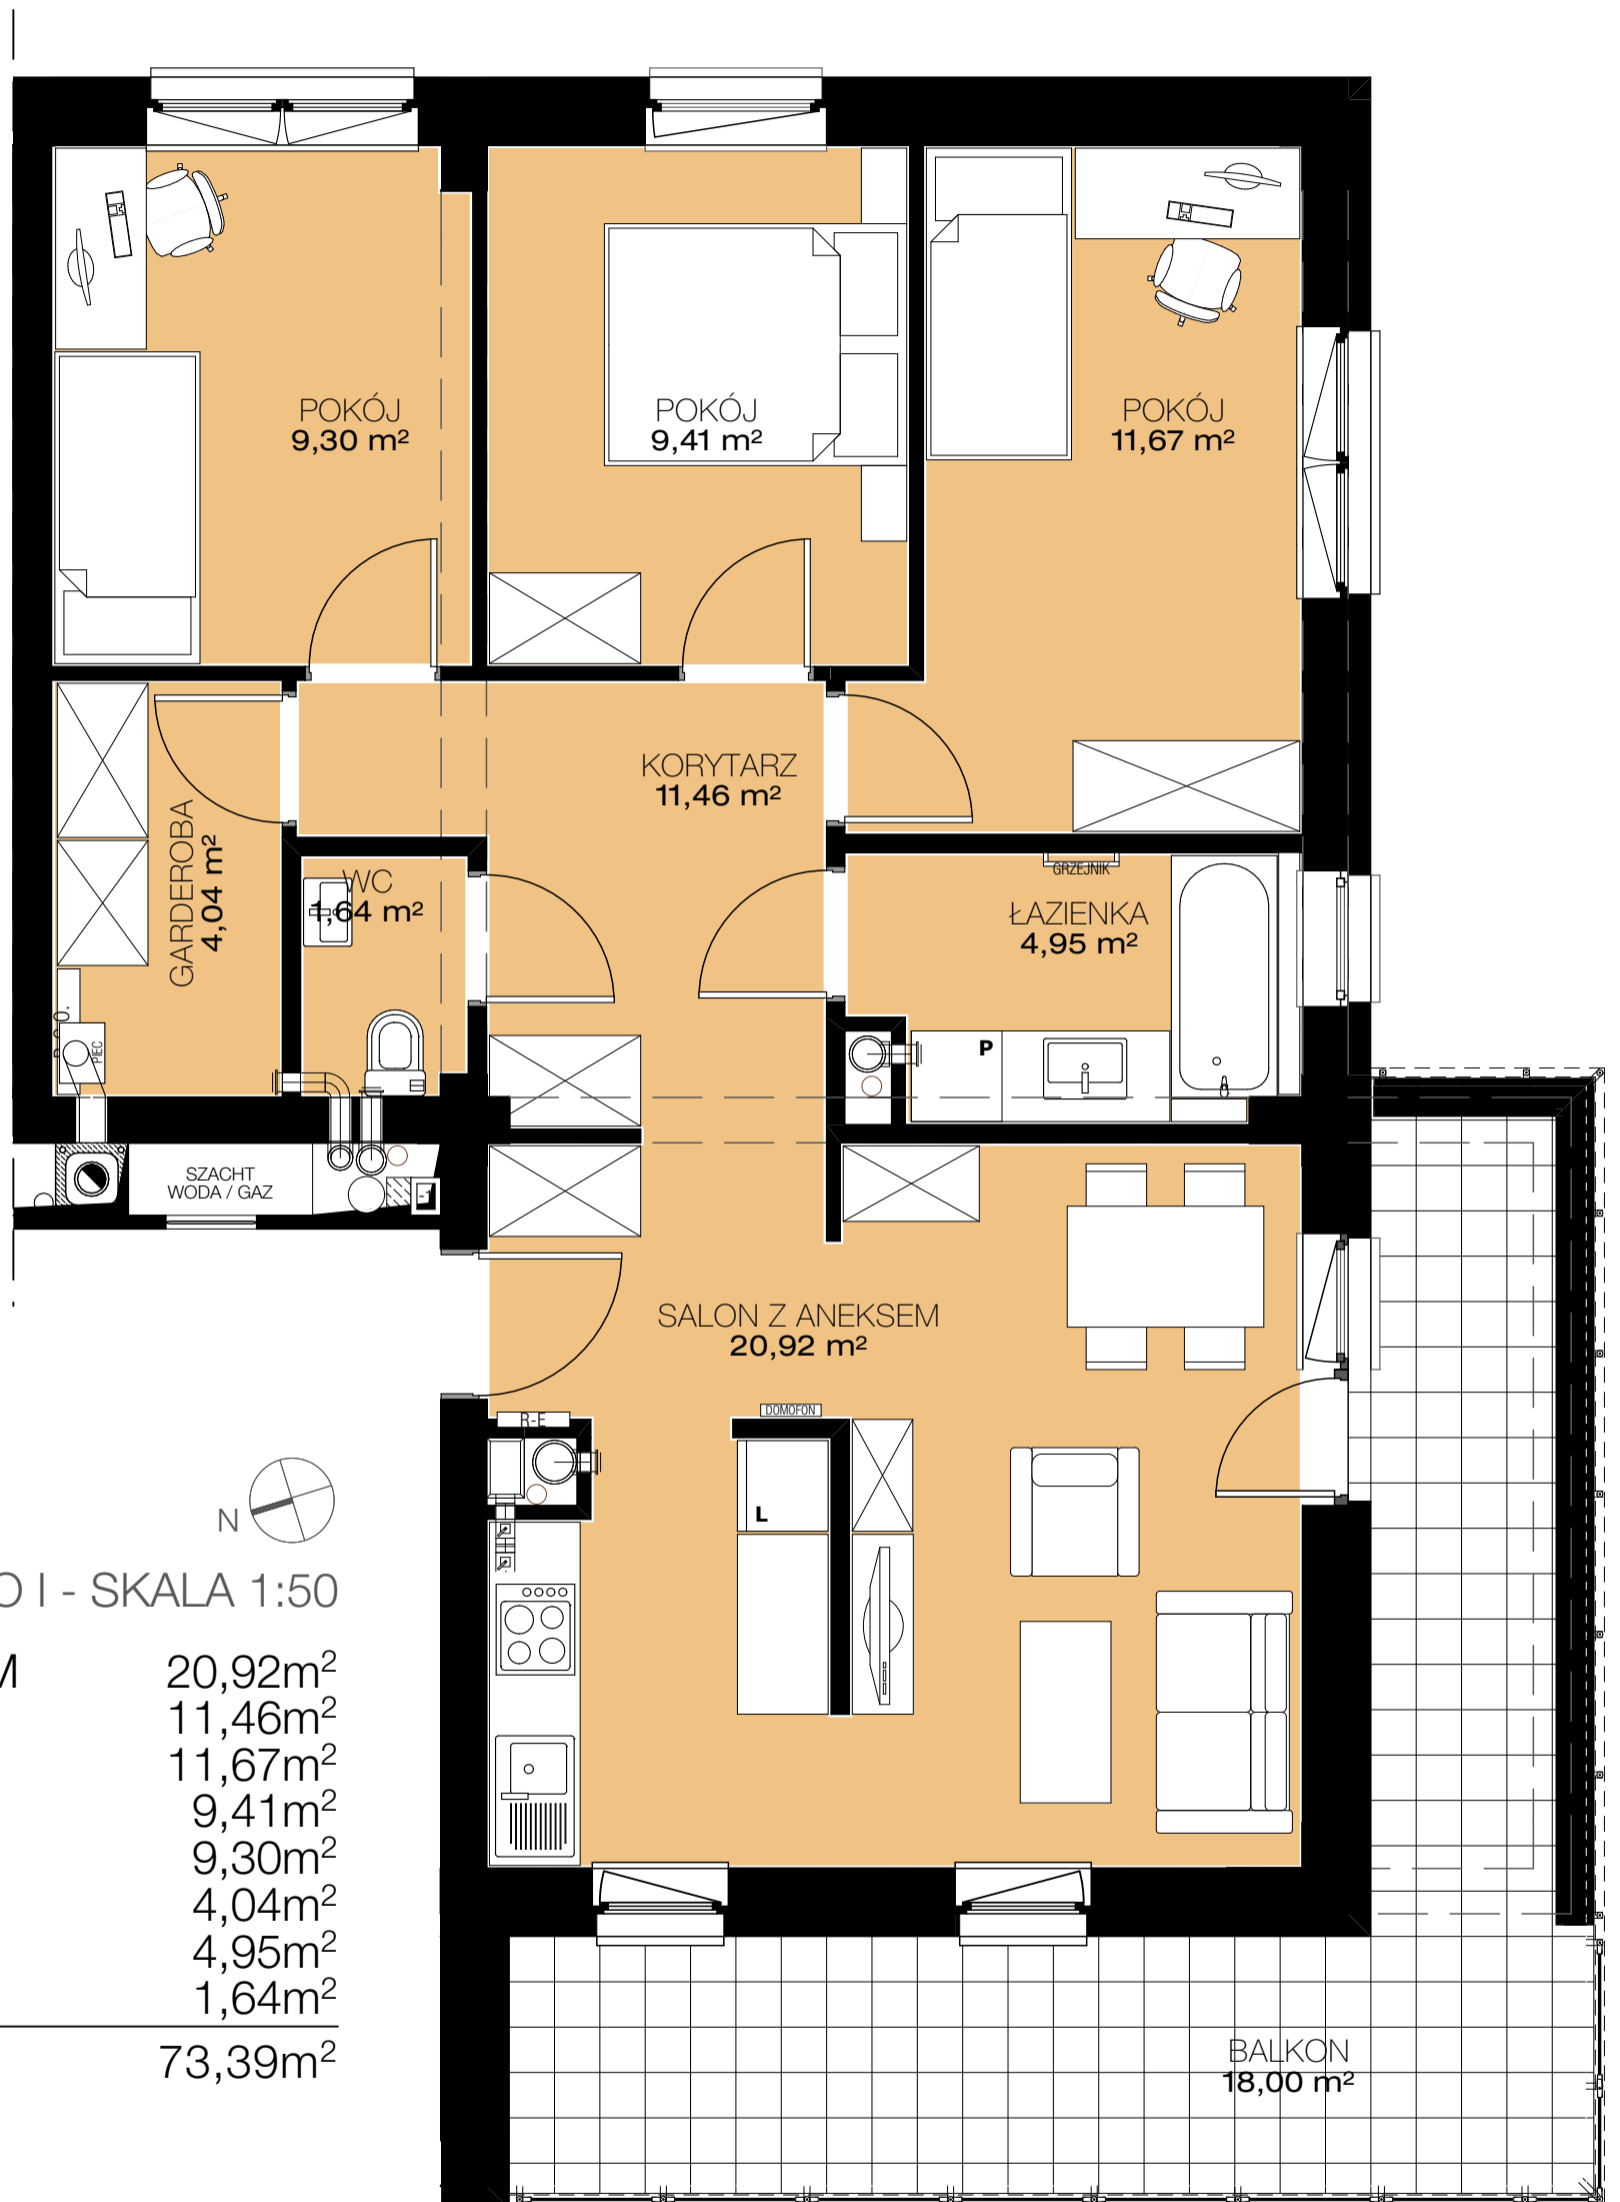 POKÓJ
9,30 m²
POKÓJ
9,41 m²
POKÓJ
11,67 m²
KORYTARZ
11,46 m²
GARDEROBA
4,04 m²
WC
1,64 m²
GRZEJNIK
ŁAZIENKA
4,95 m²
PIEC
P
SZACHT
WODA / GAZ
SALON Z ANEKSEM
20,92 m²
DOMOFON
R-E
L
N
O I - SKALA 1:50
M 20,92m²
11,46m²
11,67m²
9,41m²
9,30m²
4,04m²
4,95m²
1,64m²
73,39m²
BALKON
18,00 m²